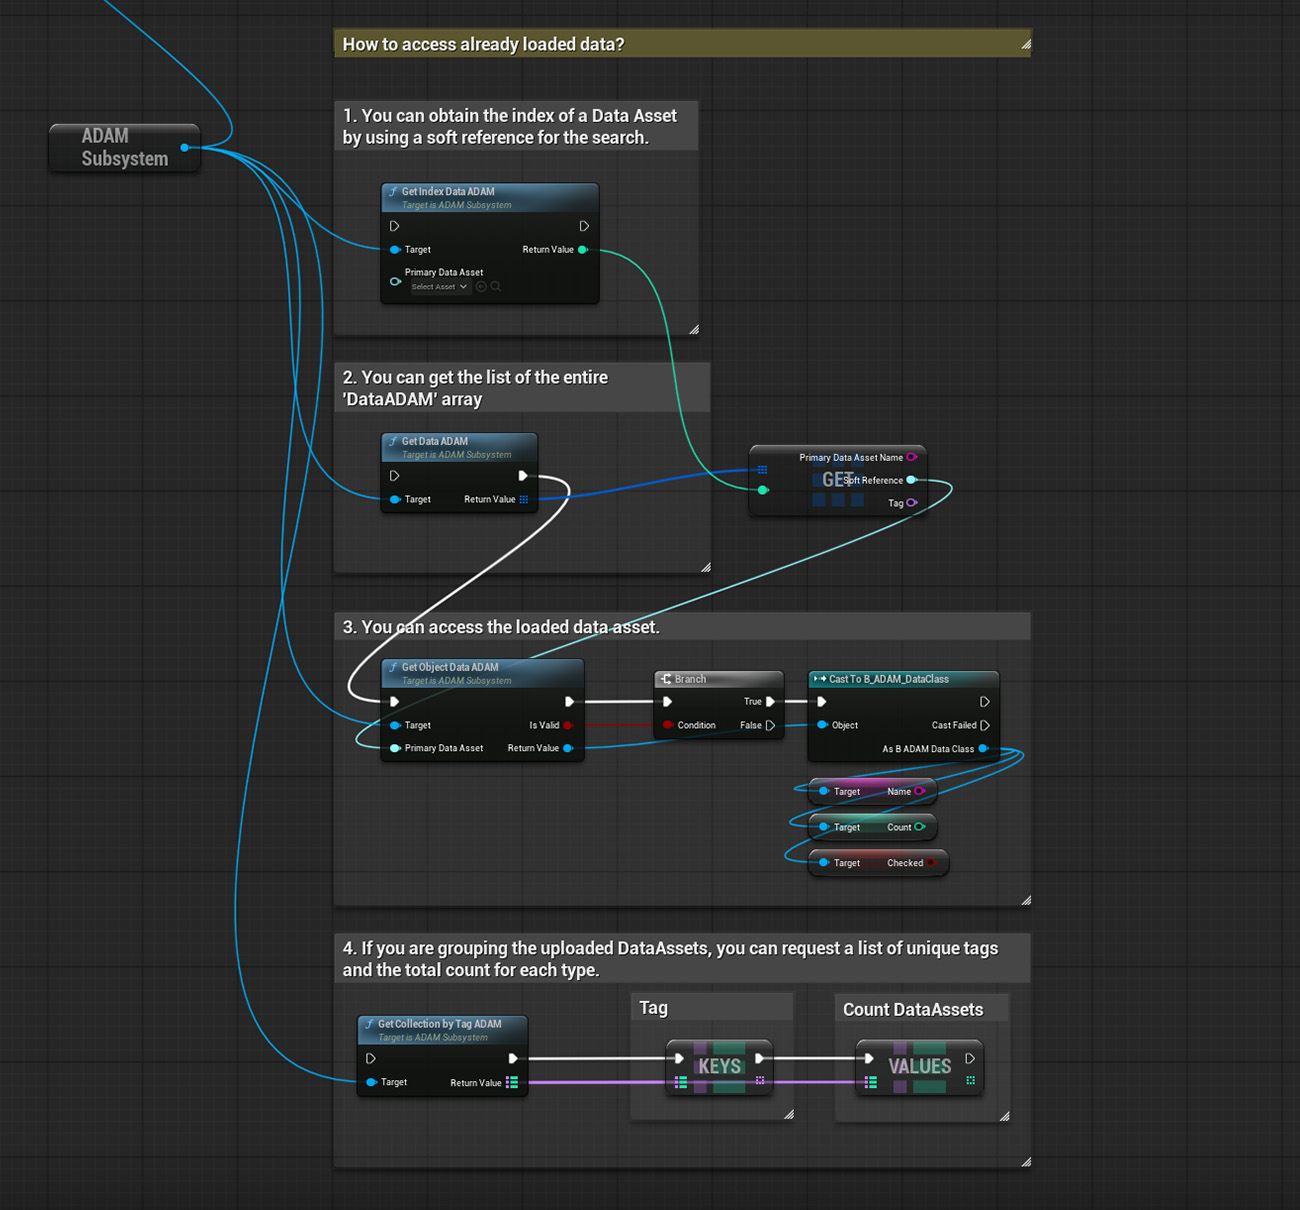 How to access already loaded data?
ADAM
Subsystem
1. You can obtain the index of a Data Asset
by using a soft reference for the search.
f Get Index Data ADAM
Target is ADAM Subsystem
Target
Return Value
Primary Data Asset
Select Asset
2. You can get the list of the entire
'DataADAM' array
f Get Data ADAM
Target is ADAM Subsystem
Target
Return Value
GET
Primary Data Asset Name
Soft Reference
Tag
3. You can access the loaded data asset.
f Get Object Data ADAM
Target is ADAM Subsystem
Target
Is Valid
Primary Data Asset
Return Value
Branch
True
Condition
False
Cast To B_ADAM_DataClass
Object
Cast Failed
As B ADAM Data Class
Target Name
Target Count
Target Checked
4. If you are grouping the uploaded DataAssets, you can request a list of unique tags
and the total count for each type.
f Get Collection by Tag ADAM
Target is ADAM Subsystem
Target
Return Value
Tag
KEYS
Count DataAssets
VALUES